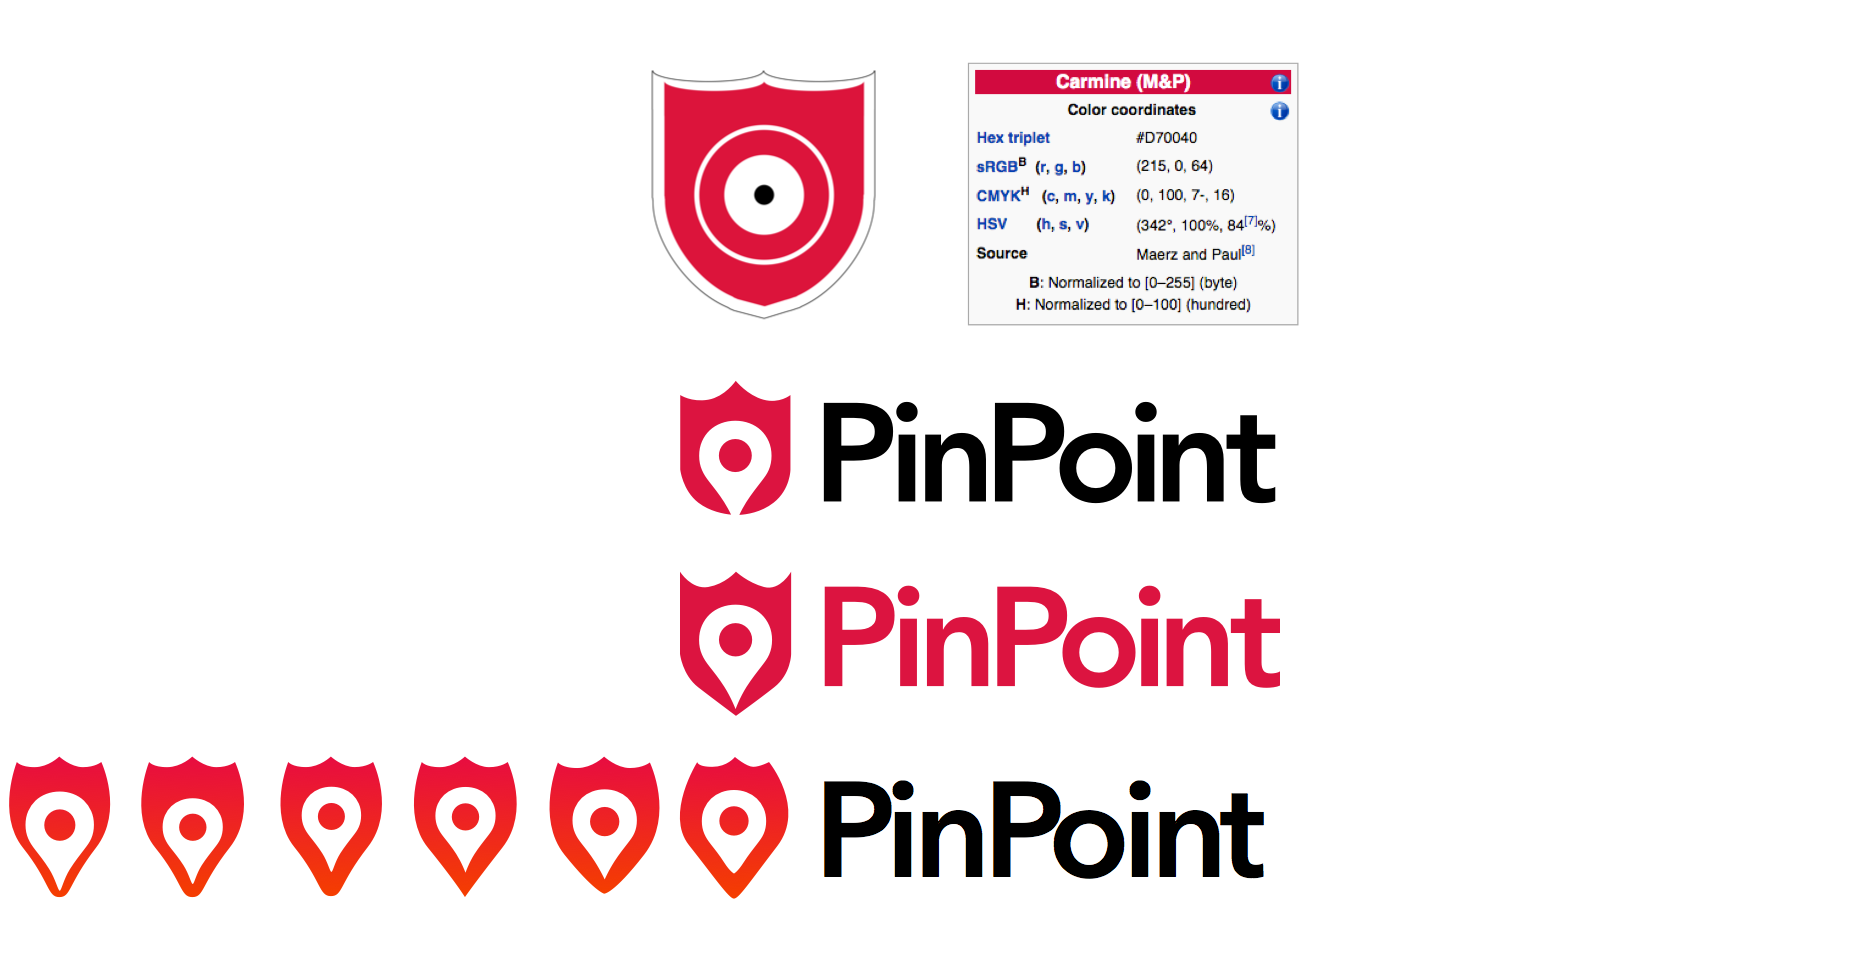 Carmine (M&P)
Color coordinates
Hex triplet #D70040
sRGBB (r, g, b) (215, 0, 64)
CMYKH (c, m, y, k) (0, 100, 7-, 16)
HSV (h, s, v) (342°, 100%, 84[7]%)
Source Maerz and Paul[8]
B: Normalized to [0–255] (byte)
H: Normalized to [0–100] (hundred)
PinPoint
PinPoint
PinPoint